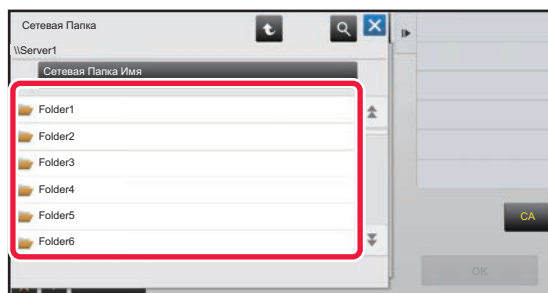 Сетевая Папка
\\Server1
Сетевая Папка Имя
Folder1
Folder2
Folder3
Folder4
Folder5
Folder6
CA
OK